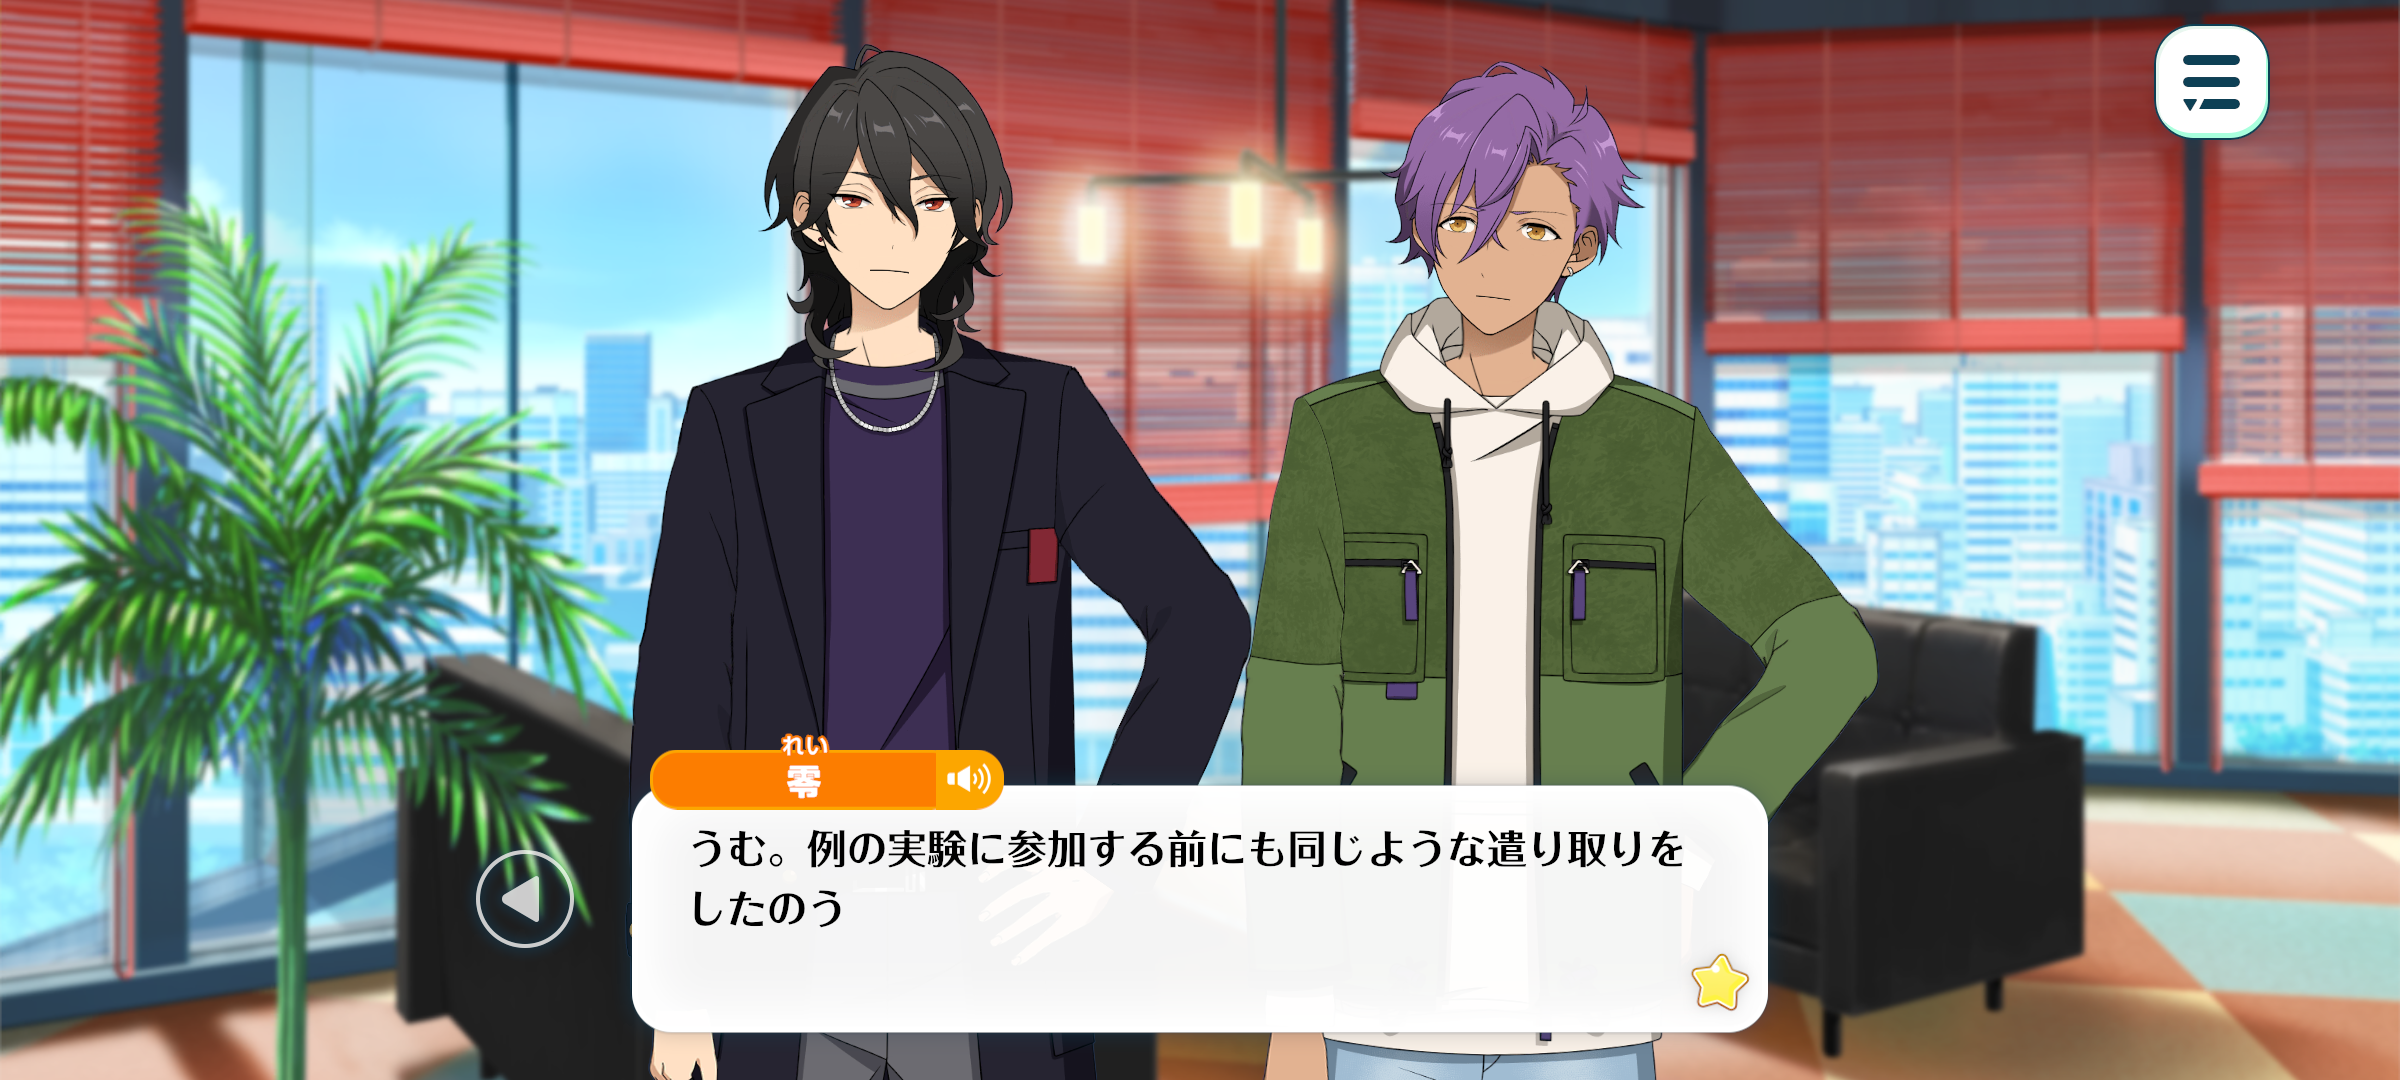 れい
零
うむ。例の実験に参加する前にも同じような遣り取りを
したのう